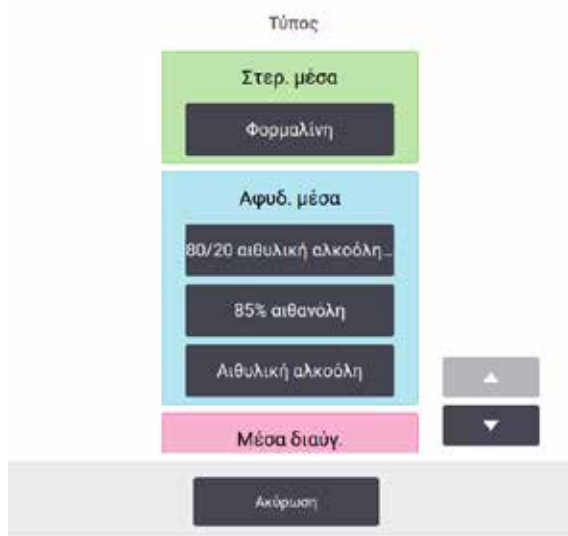 Τύπος
Στερ. μέσα
Φορμαλίνη
Αφυδ. μέσα
80/20 αιθυλική αλκοόλη...
85% αιθανόλη
Αιθυλική αλκοόλη
Μέσα διαύγ.
Ακύρωση